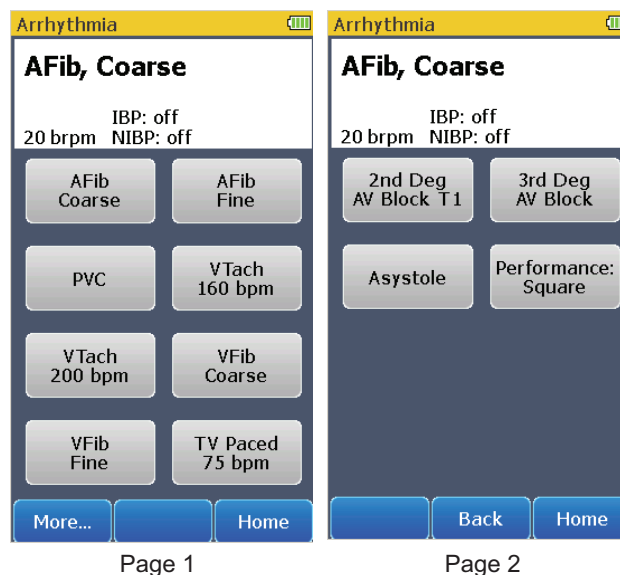 Arrhythmia
AFib, Coarse
IBP: off
20 brpm NIBP: off
AFib
Coarse
AFib
Fine
PVC
VTach
160 bpm
VTach
200 bpm
VFib
Coarse
VFib
Fine
TV Paced
75 bpm
More...
Home
Page 1
Arrhythmia
AFib, Coarse
IBP: off
20 brpm NIBP: off
2nd Deg
AV Block T1
3rd Deg
AV Block
Asystole
Performance:
Square
Back
Home
Page 2